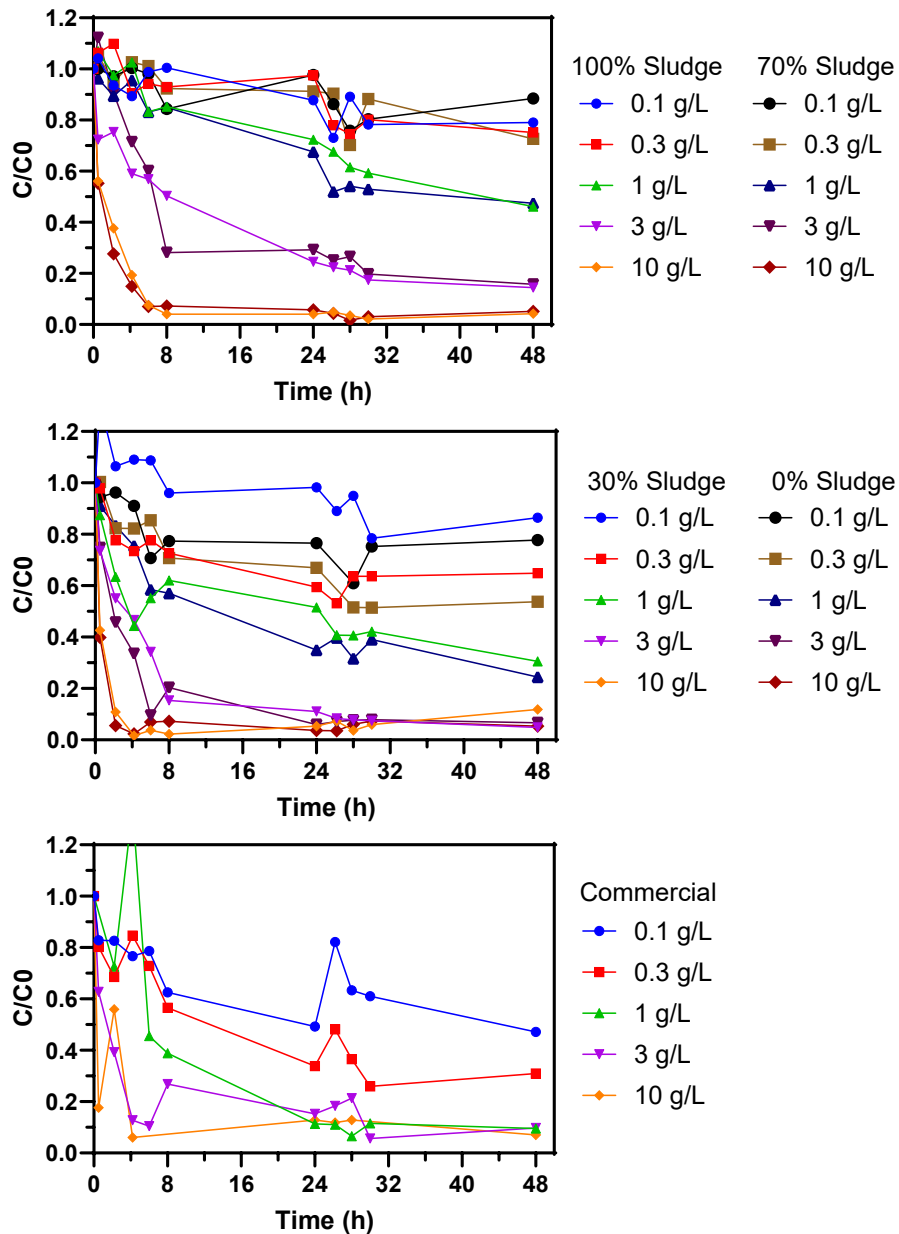 1.2
1.0
0.8
0.6
0.4
0.2
0.0
C/C0
0 8 16 24 32 40 48
Time (h)
100% Sludge 70% Sludge
0.1 g/L 0.1 g/L
0.3 g/L 0.3 g/L
1 g/L 1 g/L
3 g/L 3 g/L
10 g/L 10 g/L
1.2
1.0
0.8
0.6
0.4
0.2
0.0
C/C0
0 8 16 24 32 40 48
Time (h)
30% Sludge 0% Sludge
0.1 g/L 0.1 g/L
0.3 g/L 0.3 g/L
1 g/L 1 g/L
3 g/L 3 g/L
10 g/L 10 g/L
1.2
1.0
0.8
0.6
0.4
0.2
0.0
C/C0
0 8 16 24 32 40 48
Time (h)
Commercial
0.1 g/L
0.3 g/L
1 g/L
3 g/L
10 g/L